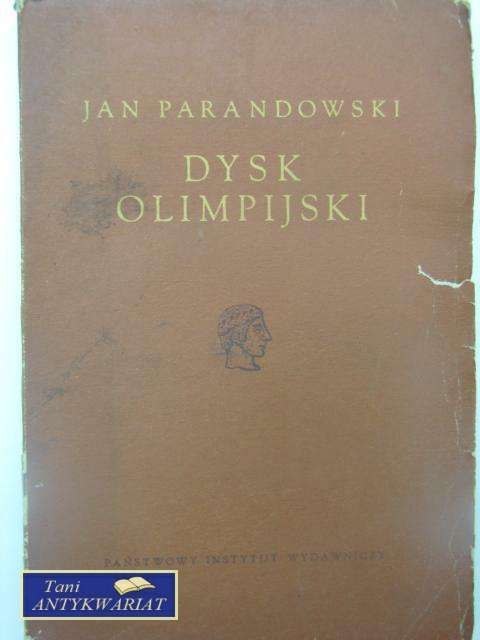 JAN PARANDOWSKI
DYSK
OLIMPIJSKI
PAŃSTWOWY INSTYTUT WYDAWNICZY
Tani
ANTYKWARIAT